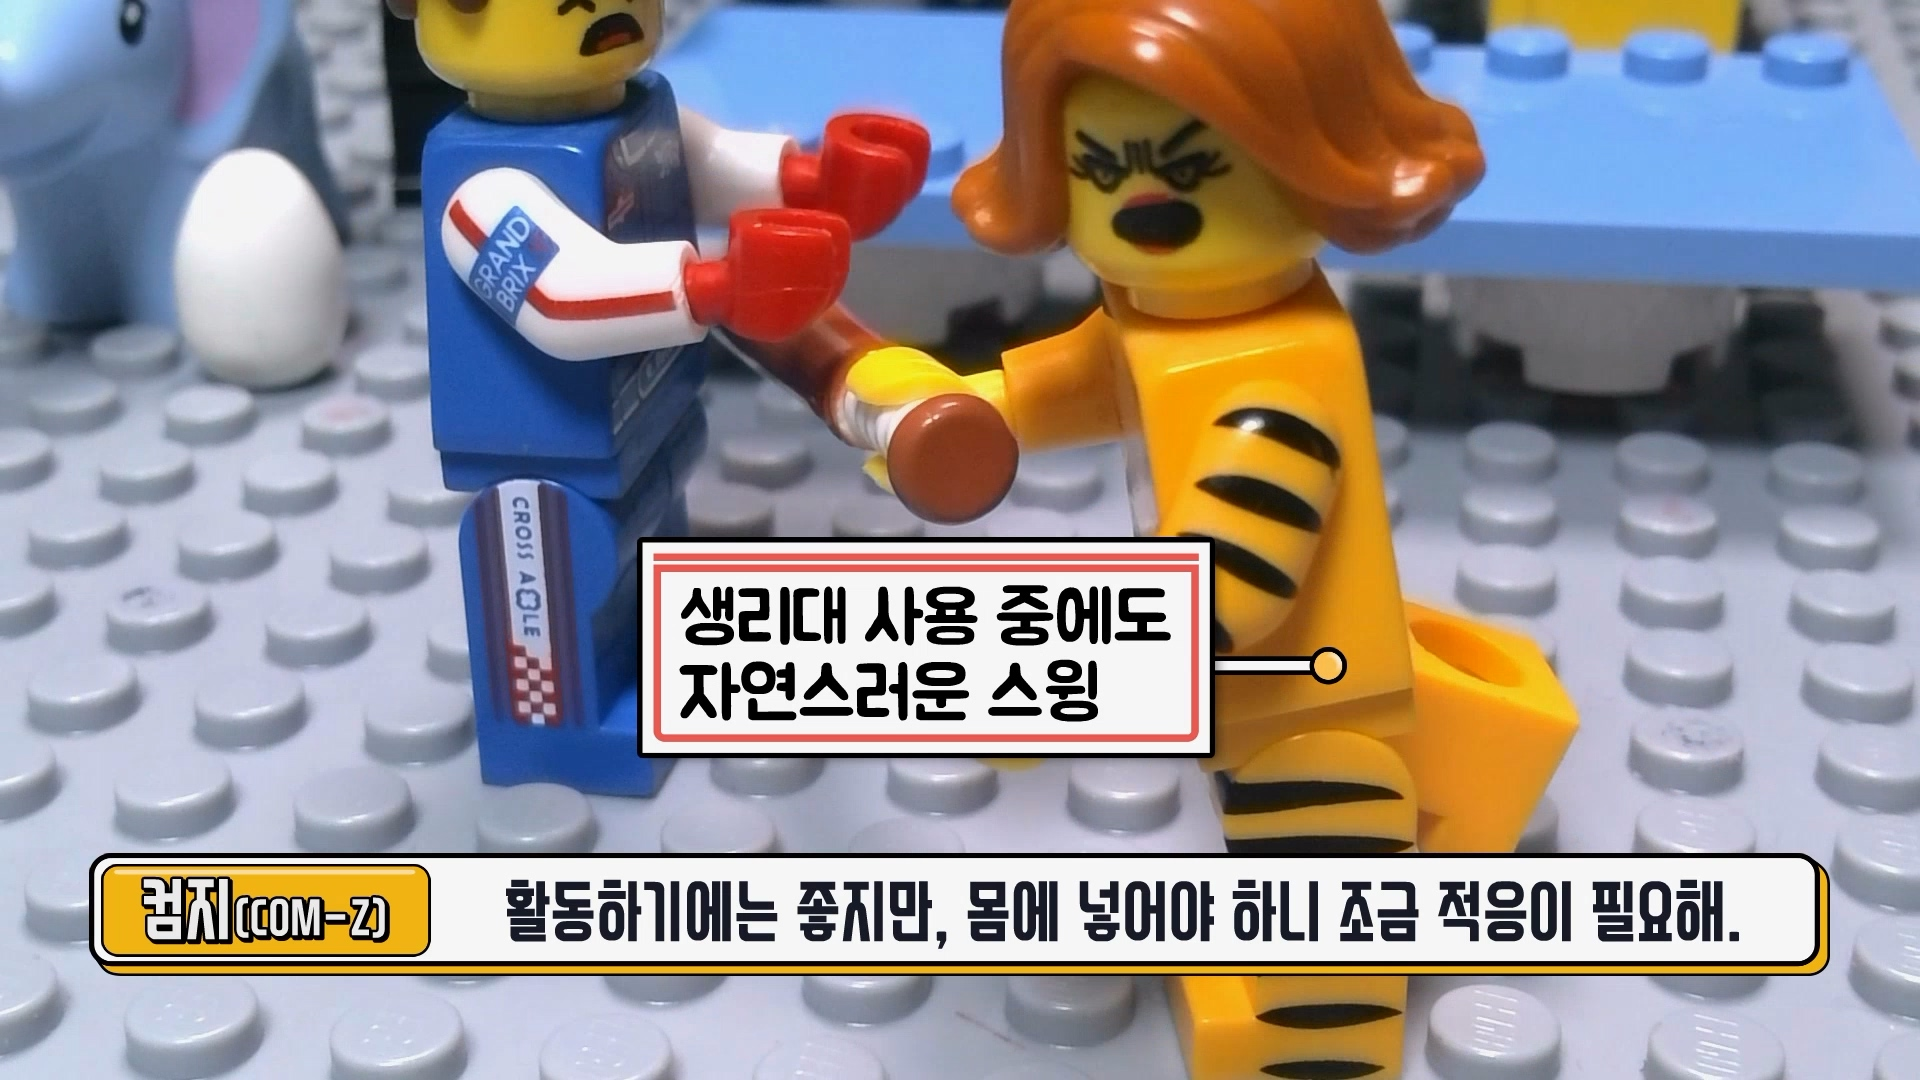 GRAND
BRIX
CROSS
생리대 사용 중에도
자연스러운 스윙
컴지(COM-Z)
활동하기에는 좋지만, 몸에 넣어야 하니 조금 적응이 필요해.